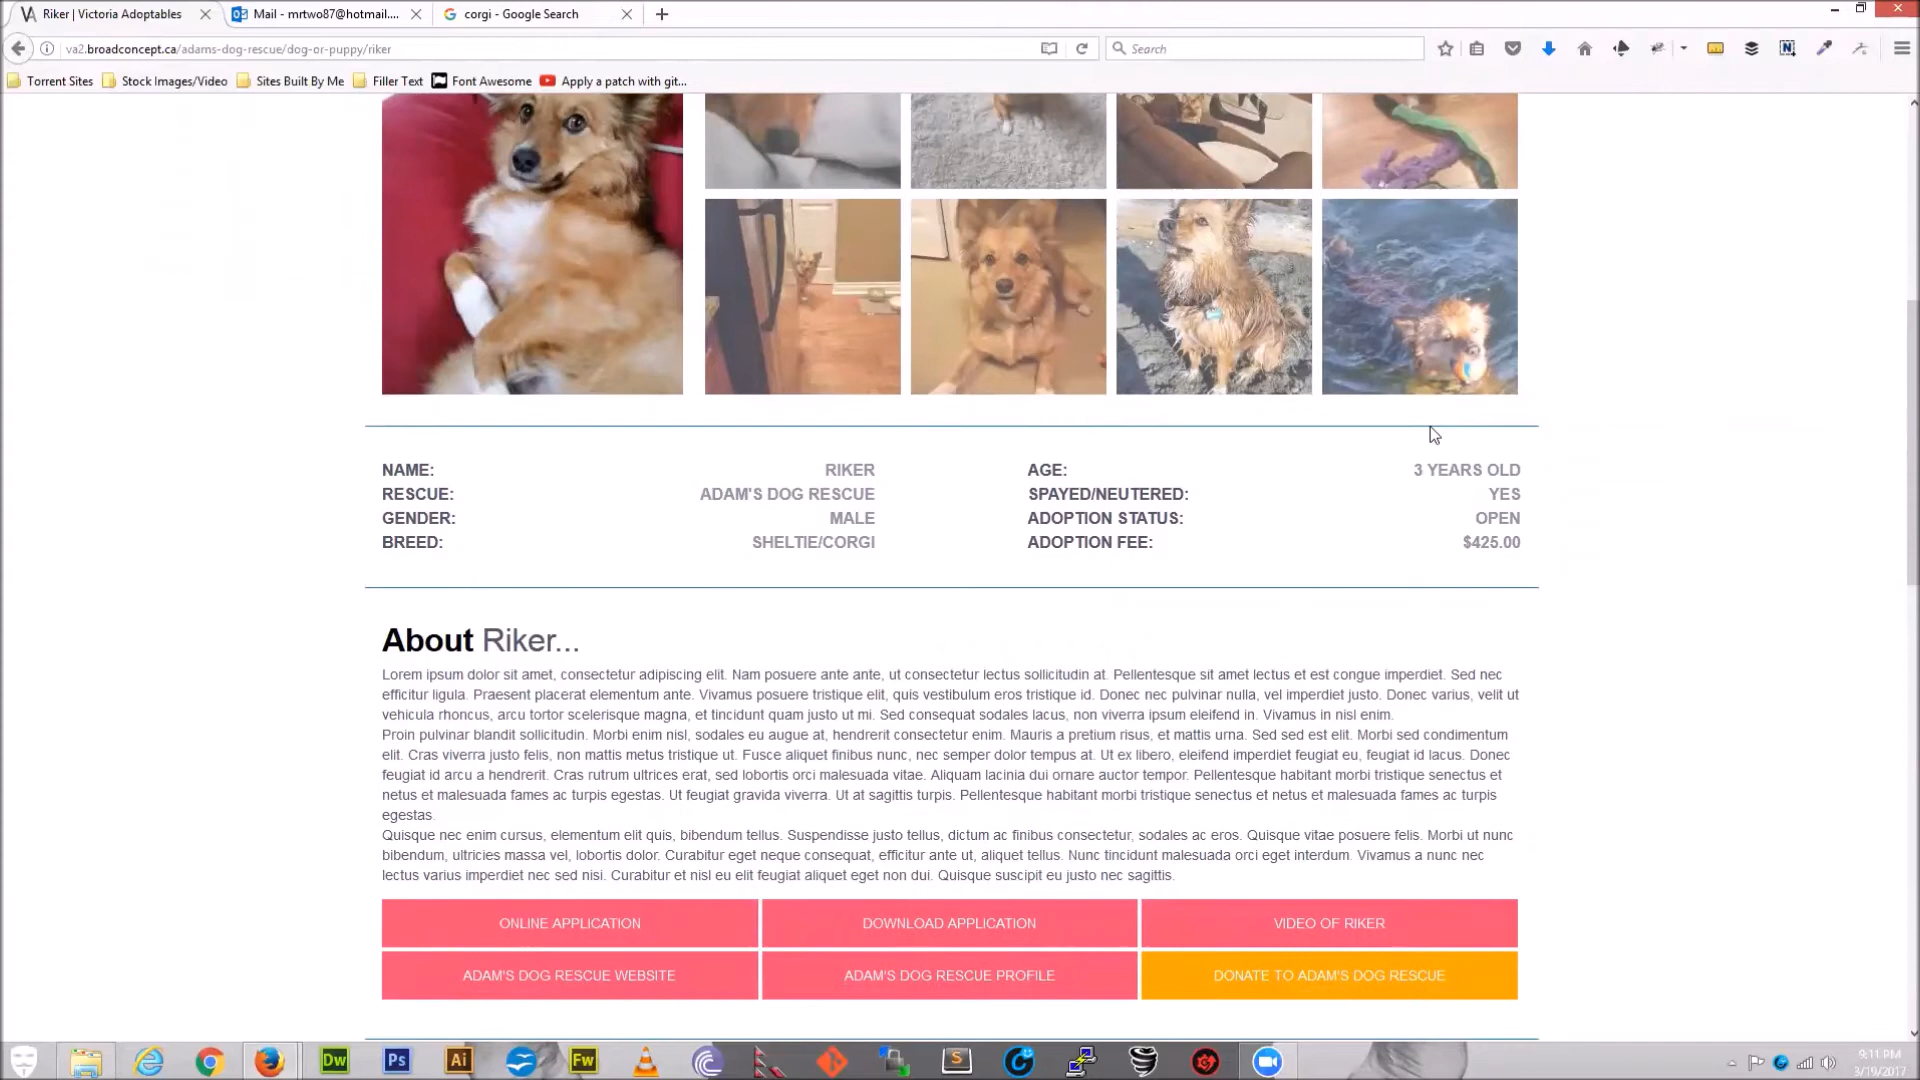 Riker | Victoria Adoptables
Mail - mrtwo87@hotmail....
corgi - Google Search
va2.broadconcept.ca/adams-dog-rescue/dog-or-puppy/riker
Search
Torrent Sites
Stock Images/Video
Sites Built By Me
Filler Text
Font Awesome
Apply a patch with git...
NAME: RIKER
AGE: 3 YEARS OLD
RESCUE: ADAM'S DOG RESCUE
SPAYED/NEUTERED: YES
GENDER: MALE
ADOPTION STATUS: OPEN
BREED: SHELTIE/CORGI
ADOPTION FEE: $425.00
About Riker...
Lorem ipsum dolor sit amet, consectetur adipiscing elit. Nam posuere ante ante, ut consectetur lectus sollicitudin at. Pellentesque sit amet lectus et est congue imperdiet. Sed nec
efficitur ligula. Praesent placerat elementum ante. Vivamus posuere tristique elit, quis vestibulum eros tristique id. Donec nec pulvinar nulla, vel imperdiet justo. Donec varius, velit ut
vehicula rhoncus, arcu tortor scelerisque magna, et tincidunt quam justo ut mi. Sed consequat sodales lacus, non viverra ipsum eleifend in. Vivamus in nisl enim.
Proin pulvinar blandit sollicitudin. Morbi enim nisl, sodales eu augue at, hendrerit consectetur enim. Mauris a pretium risus, et mattis urna. Sed sed est elit. Morbi sed condimentum
elit. Cras viverra justo felis, non mattis metus tristique ut. Fusce aliquet finibus nunc, nec semper dolor tempus at. Ut ex libero, eleifend imperdiet feugiat eu, feugiat id lacus. Donec
feugiat id arcu a hendrerit. Cras rutrum ultrices erat, sed lobortis orci malesuada vitae. Aliquam lacinia dui ornare auctor tempor. Pellentesque habitant morbi tristique senectus et
netus et malesuada fames ac turpis egestas. Ut feugiat gravida viverra. Ut at sagittis turpis. Pellentesque habitant morbi tristique senectus et netus et malesuada fames ac turpis
egestas.
Quisque nec enim cursus, elementum elit quis, bibendum tellus. Suspendisse justo tellus, dictum ac finibus consectetur, sodales ac eros. Quisque vitae posuere felis. Morbi ut nunc
bibendum, ultricies massa vel, lobortis dolor. Curabitur eget neque consequat, efficitur ante ut, aliquet tellus. Nunc tincidunt malesuada orci eget interdum. Vivamus a nunc nec
lectus varius imperdiet nec sed nisi. Curabitur et nisl eu elit feugiat aliquet eget non dui. Quisque suscipit eu justo nec sagittis.
ONLINE APPLICATION
DOWNLOAD APPLICATION
VIDEO OF RIKER
ADAM'S DOG RESCUE WEBSITE
ADAM'S DOG RESCUE PROFILE
DONATE TO ADAM'S DOG RESCUE
Dw
Ps
Ai
Fw
9:11 PM
3/19/2017